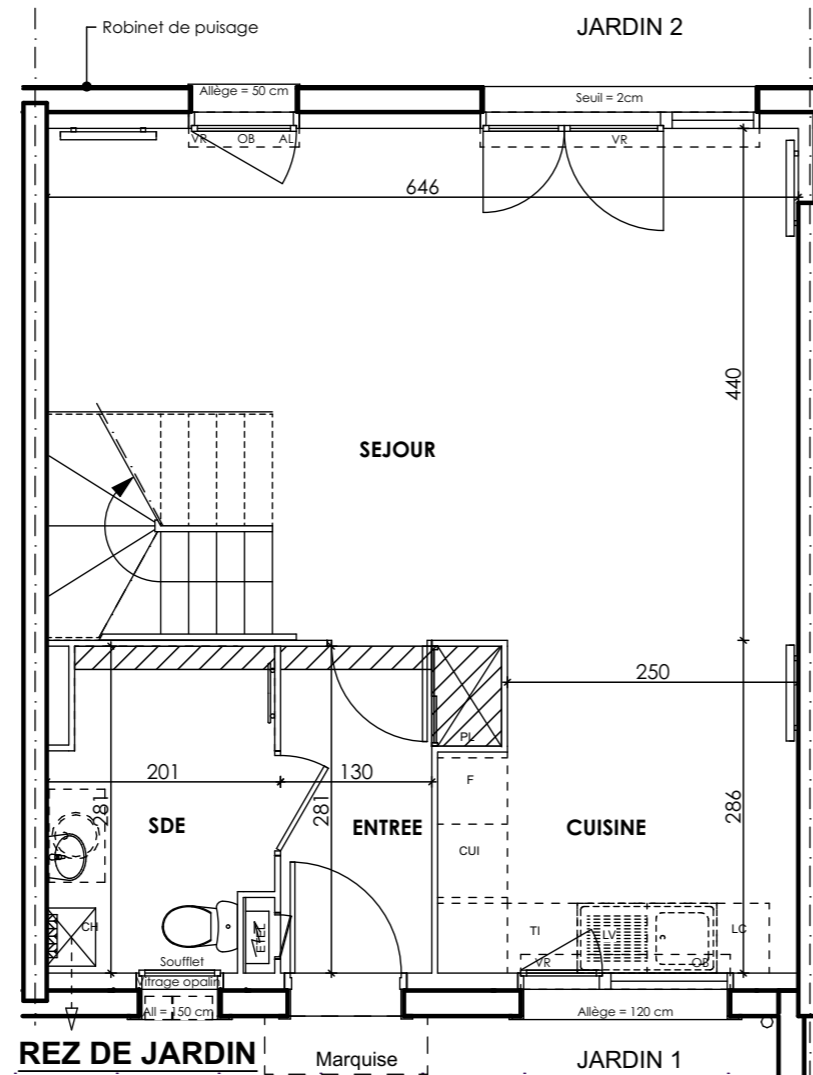 Robinet de puisage
JARDIN 2
Allège = 50 cm
Seuil = 2cm
VR OB AL
VR
646
440
SEJOUR
250
PL
201
130
F
281
281
286
SDE
ENTREE
CUISINE
CUI
CH
ETEL
TI
LV
LC
Soufflet
VR
OB
Vitrage opalin
All = 150 cm
Allège = 120 cm
REZ DE JARDIN
Marquise
JARDIN 1